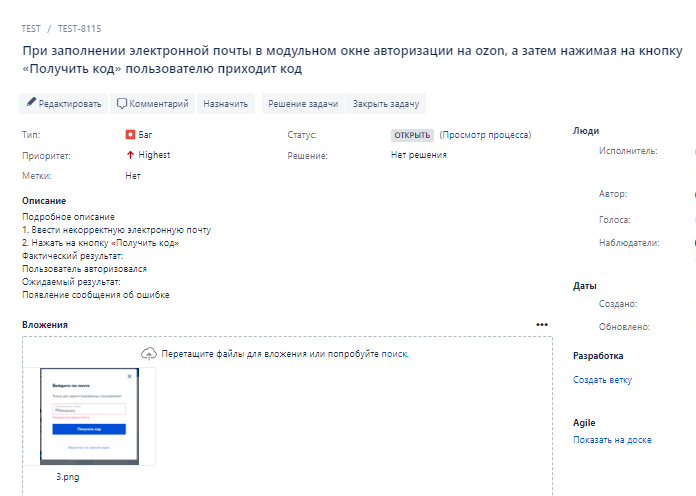 TEST / TEST-8115
При заполнении электронной почты в модульном окне авторизации на ozon, а затем нажимая на кнопку
«Получить код» пользователю приходит код
Редактировать Комментарий Назначить Решение задачи Закрыть задачу
Тип: Баг Статус: ОТКРЫТЬ (Просмотр процесса)
Приоритет: Highest Решение: Нет решения
Метки: Нет
Люди
Исполнитель:
Автор:
Голоса:
Наблюдатели:
Описание
Подробное описание
1. Ввести некорректную электронную почту
2. Нажать на кнопку «Получить код»
Фактический результат:
Пользователь авторизовался
Ожидаемый результат:
Появление сообщения об ошибке
Даты
Создано:
Обновлено:
Вложения
Перетащите файлы для вложения или попробуйте поиск.
Войдите по почте
Получить код
3.png
Разработка
Создать ветку
Agile
Показать на доске